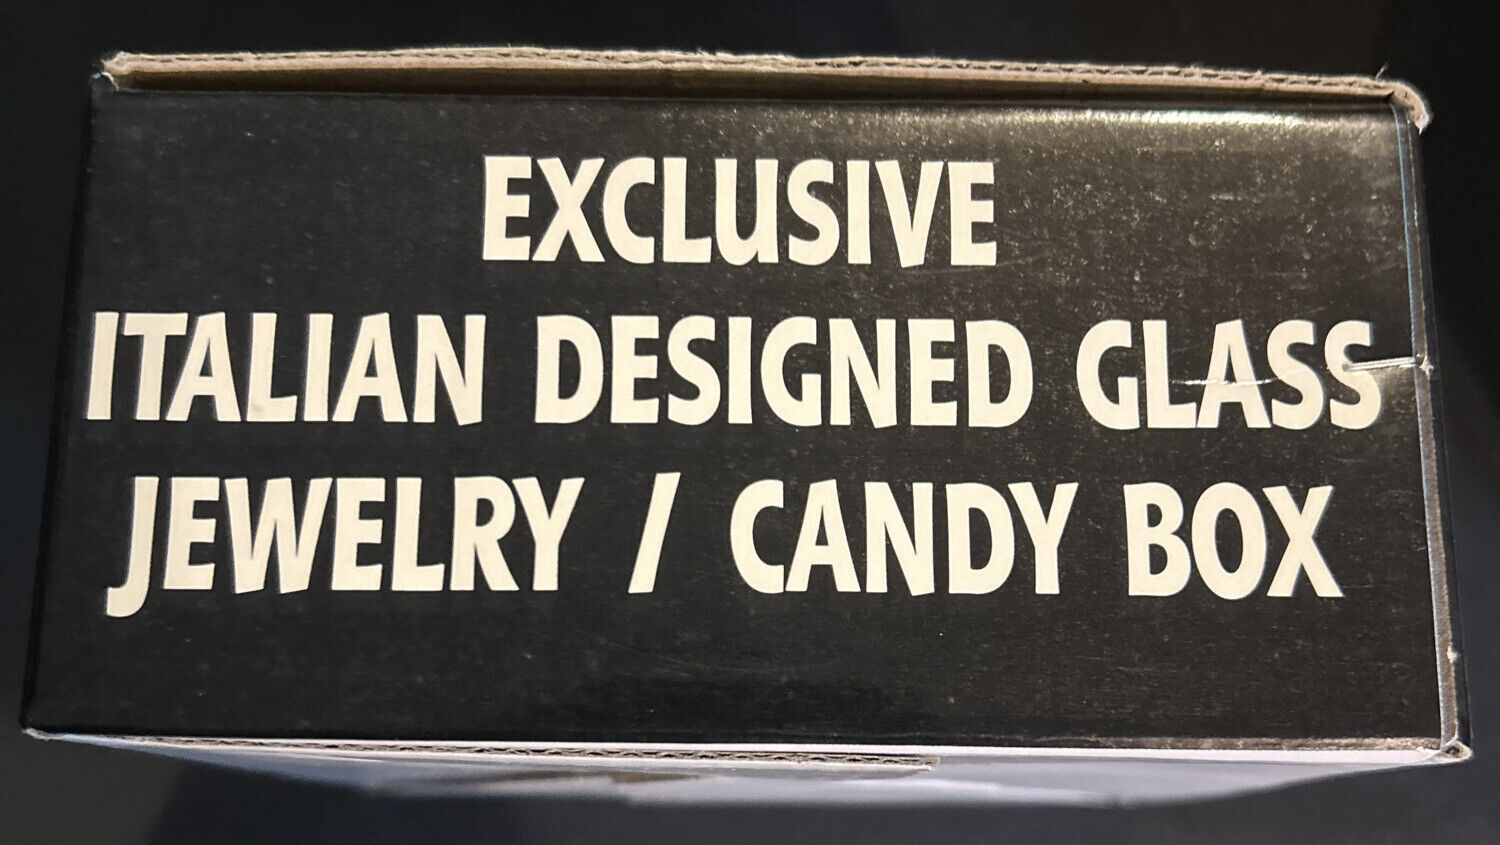 EXCLUSIVE
ITALIAN DESIGNED GLASS
JEWELRY / CANDY BOX